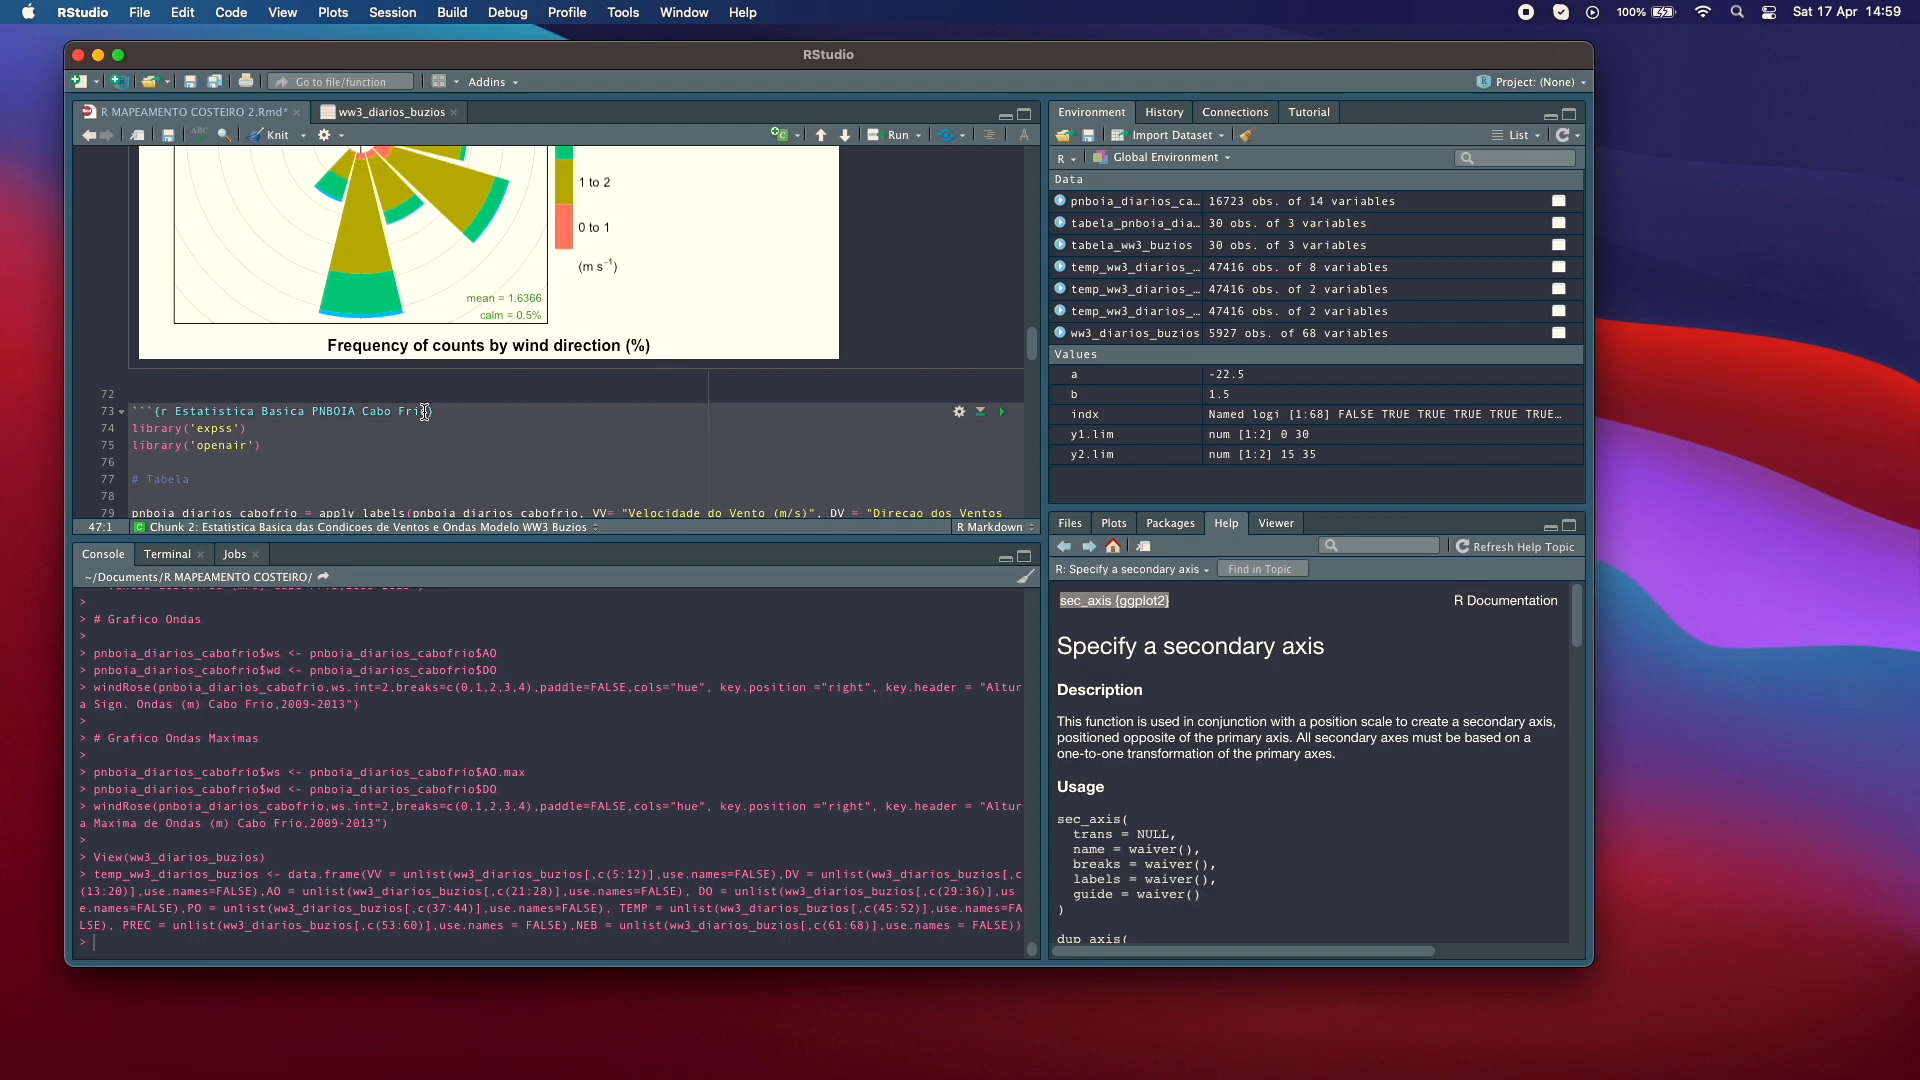 RStudio File Edit Code View Plots Session Build Debug Profile Tools Window Help 100% Sat 17 Apr 14:59
RStudio
Go to file/function Addins Project: (None)
R MAPEAMENTO COSTEIRO 2.Rmd* ww3_diarios_buzios
ABC Knit Run
1 to 2
0 to 1
(m s⁻¹)
mean = 1.6366
calm = 0.5%
Frequency of counts by wind direction (%)
72
73 ```{r Estatistica Basica PNBOIA Cabo Frio}
74 library('expss')
75 library('openair')
76
77 # Tabela
78
79 pnboia_diarios_cabofrio = apply_labels(pnboia_diarios_cabofrio, VV= "Velocidade do Vento (m/s)", DV = "Direcao dos Ventos
47:1 Chunk 2: Estatistica Basica das Condicoes de Ventos e Ondas Modelo WW3 Buzios R Markdown
Console Terminal Jobs
~/Documents/R MAPEAMENTO COSTEIRO/
>
> # Grafico Ondas
>
> pnboia_diarios_cabofrio$ws <- pnboia_diarios_cabofrio$AO
> pnboia_diarios_cabofrio$wd <- pnboia_diarios_cabofrio$DO
> windRose(pnboia_diarios_cabofrio,ws.int=2,breaks=c(0,1,2,3,4),paddle=FALSE,cols="hue", key.position ="right", key.header = "Altur
a Sign. Ondas (m) Cabo Frio,2009-2013")
>
> # Grafico Ondas Maximas
>
> pnboia_diarios_cabofrio$ws <- pnboia_diarios_cabofrio$AO.max
> pnboia_diarios_cabofrio$wd <- pnboia_diarios_cabofrio$DO
> windRose(pnboia_diarios_cabofrio,ws.int=2,breaks=c(0,1,2,3,4),paddle=FALSE,cols="hue", key.position ="right", key.header = "Altur
a Maxima de Ondas (m) Cabo Frio,2009-2013")
>
> View(ww3_diarios_buzios)
> temp_ww3_diarios_buzios <- data.frame(VV = unlist(ww3_diarios_buzios[,c(5:12)],use.names=FALSE),DV = unlist(ww3_diarios_buzios[,c
(13:20)],use.names=FALSE),AO = unlist(ww3_diarios_buzios[,c(21:28)],use.names=FALSE), DO = unlist(ww3_diarios_buzios[,c(29:36)],us
e.names=FALSE),PO = unlist(ww3_diarios_buzios[,c(37:44)],use.names=FALSE), TEMP = unlist(ww3_diarios_buzios[,c(45:52)],use.names=FA
LSE), PREC = unlist(ww3_diarios_buzios[,c(53:60)],use.names = FALSE),NEB = unlist(ww3_diarios_buzios[,c(61:68)],use.names = FALSE))
>
Environment History Connections Tutorial
Import Dataset List
R Global Environment
Data
pnboia_diarios_ca… 16723 obs. of 14 variables
tabela_pnboia_dia… 30 obs. of 3 variables
tabela_ww3_buzios 30 obs. of 3 variables
temp_ww3_diarios_… 47416 obs. of 8 variables
temp_ww3_diarios_… 47416 obs. of 2 variables
temp_ww3_diarios_… 47416 obs. of 2 variables
ww3_diarios_buzios 5927 obs. of 68 variables
Values
a -22.5
b 1.5
indx Named logi [1:68] FALSE TRUE TRUE TRUE TRUE TRUE…
y1.lim num [1:2] 0 30
y2.lim num [1:2] 15 35
Files Plots Packages Help Viewer
Refresh Help Topic
R: Specify a secondary axis Find in Topic
sec_axis {ggplot2} R Documentation
Specify a secondary axis
Description
This function is used in conjunction with a position scale to create a secondary axis,
positioned opposite of the primary axis. All secondary axes must be based on a
one-to-one transformation of the primary axes.
Usage
sec_axis(
trans = NULL,
name = waiver(),
breaks = waiver(),
labels = waiver(),
guide = waiver()
)
dup_axis(